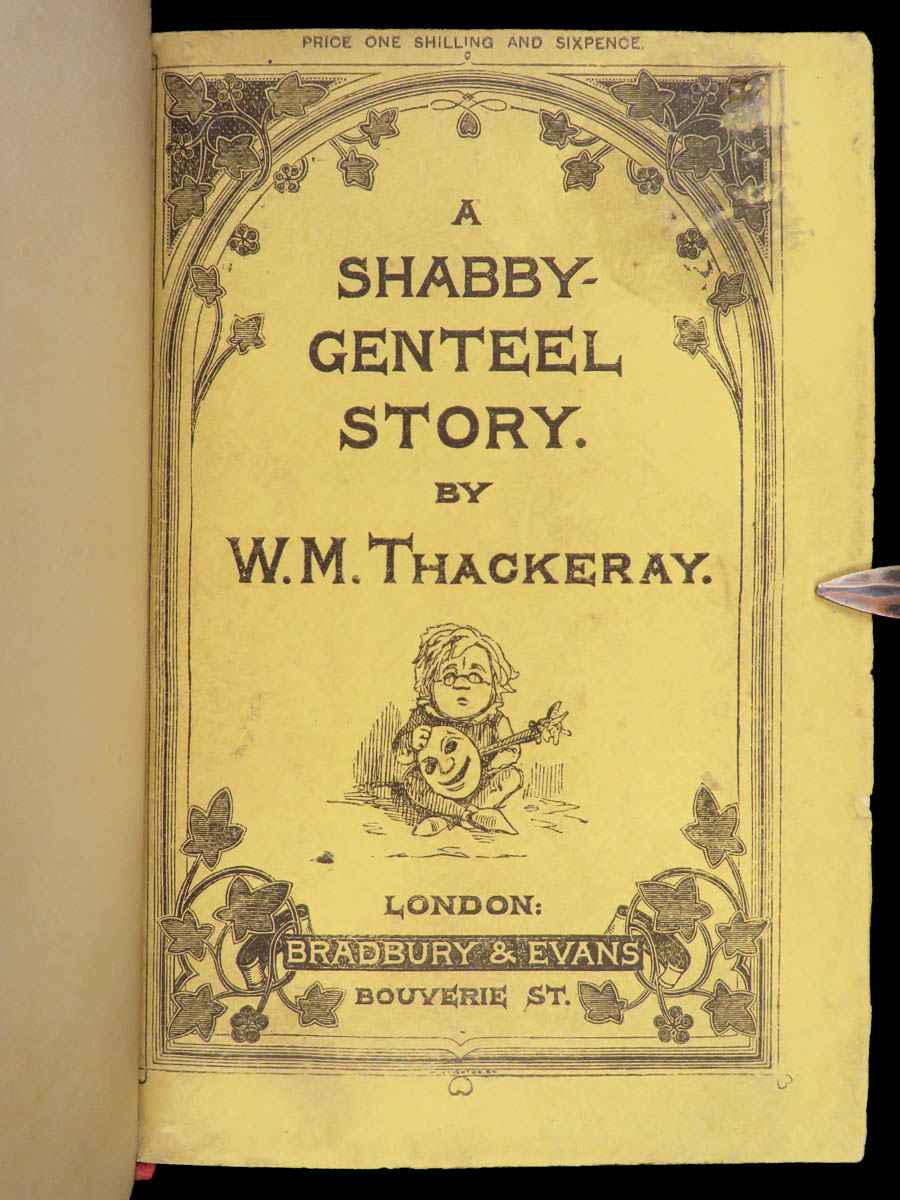 PRICE ONE SHILLING AND SIXPENCE.
A
SHABBY-
GENTEEL
STORY.
BY
W. M. THACKERAY.
LONDON:
BRADBURY & EVANS
BOUVERIE ST.